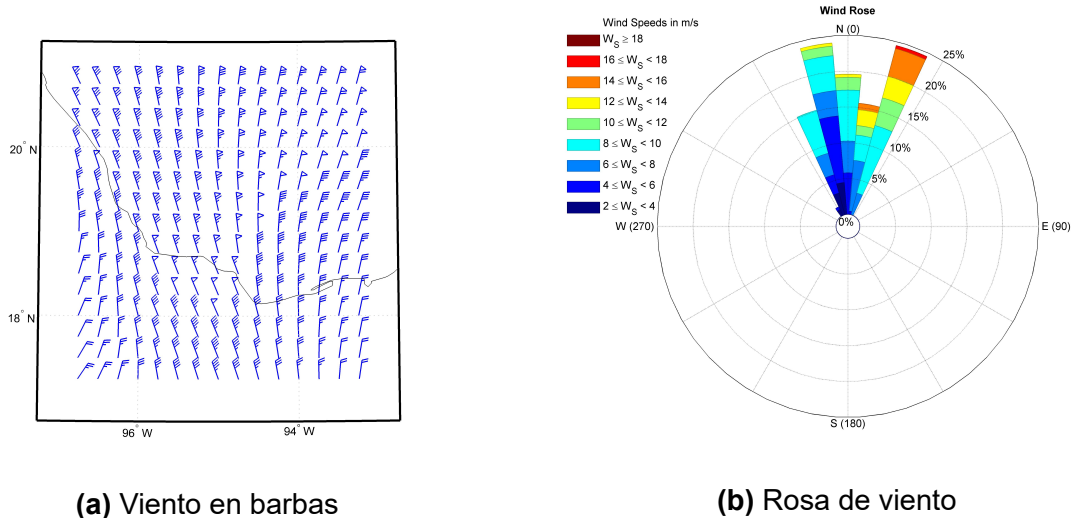 20° N
18° N
96° W
94° W
(a) Viento en barbas
Wind Speeds in m/s
W_S ≥ 18
16 ≤ W_S < 18
14 ≤ W_S < 16
12 ≤ W_S < 14
10 ≤ W_S < 12
8 ≤ W_S < 10
6 ≤ W_S < 8
4 ≤ W_S < 6
2 ≤ W_S < 4
Wind Rose
N (0)
25%
20%
15%
10%
5%
0%
W (270)
E (90)
S (180)
(b) Rosa de viento